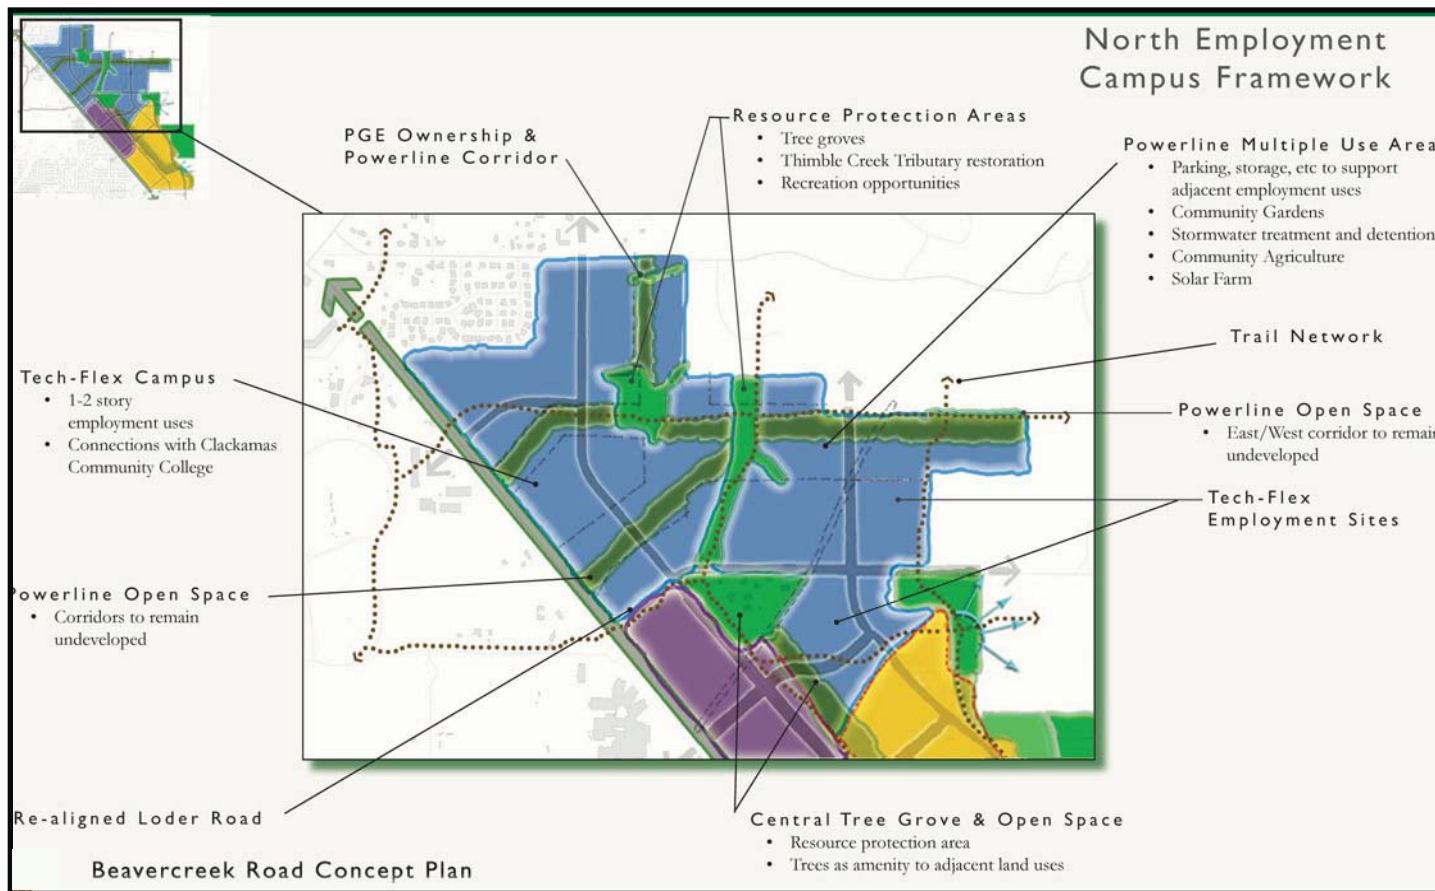 North Employment
Campus Framework
PGE Ownership &
Powerline Corridor
Resource Protection Areas
• Tree groves
• Thimble Creek Tributary restoration
• Recreation opportunities
Powerline Multiple Use Area
• Parking, storage, etc to support
adjacent employment uses
• Community Gardens
• Stormwater treatment and detention
• Community Agriculture
• Solar Farm
Trail Network
Tech-Flex Campus
• 1-2 story
employment uses
• Connections with Clackamas
Community College
Powerline Open Space
• East/West corridor to remain
undeveloped
Tech-Flex
Employment Sites
Powerline Open Space
• Corridors to remain
undeveloped
Re-aligned Loder Road
Central Tree Grove & Open Space
• Resource protection area
• Trees as amenity to adjacent land uses
Beavercreek Road Concept Plan